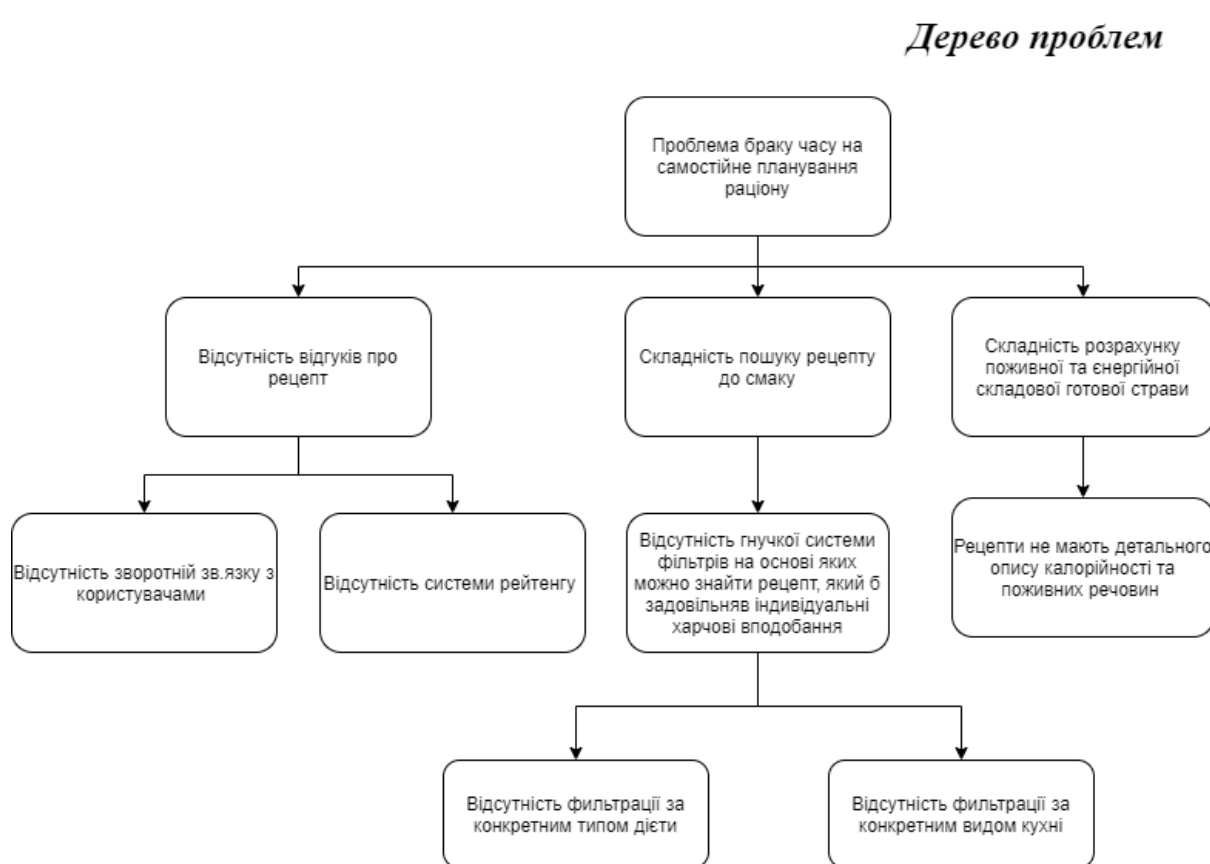 Дерево проблем
Проблема браку часу на
самостійне планування
раціону
Відсутність відгуків про
рецепт
Складність пошуку рецепту
до смаку
Складність розрахунку
поживної та єнергійної
складової готової страви
Відсутність зворотній зв.язку з
користувачами
Відсутність системи рейтенгу
Відсутність гнучкої системи
фільтрів на основі яких
можно знайти рецепт, який б
задовільняв індивідуальні
харчові вподобання
Рецепти не мають детального
опису калорійності та
поживних речовин
Відсутність фильтрації за
конкретним типом дієти
Відсутність фильтрації за
конкретним видом кухні